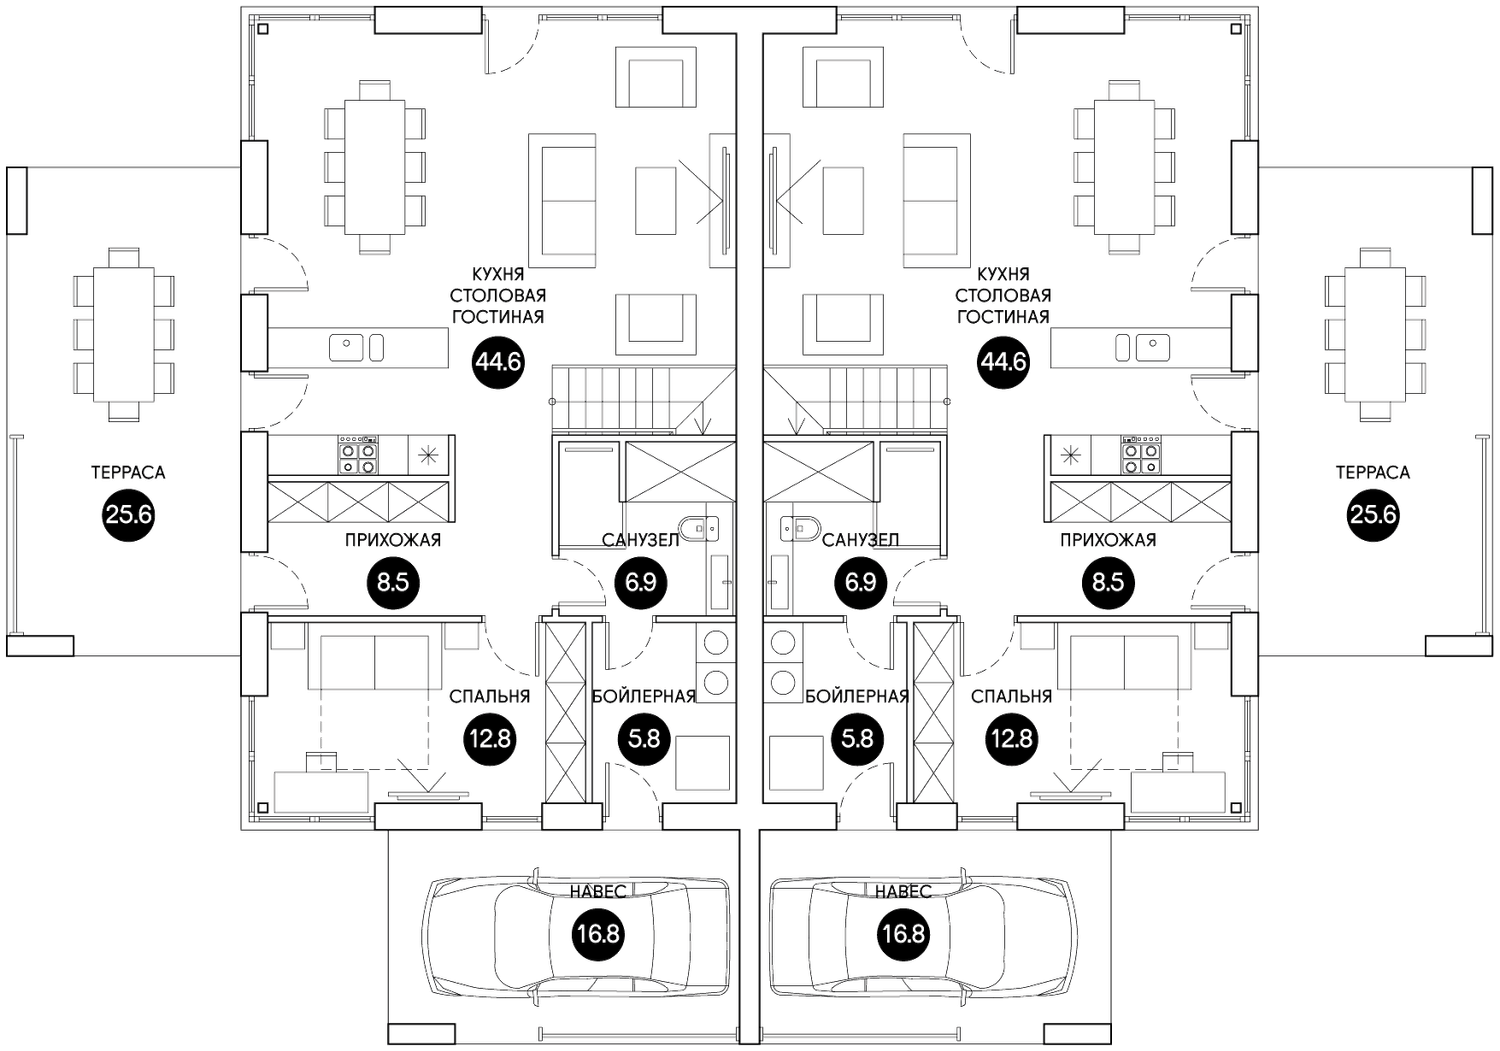 КУХНЯ
СТОЛОВАЯ
ГОСТИНАЯ
44.6
КУХНЯ
СТОЛОВАЯ
ГОСТИНАЯ
44.6
ТЕРРАСА
25.6
ТЕРРАСА
25.6
ПРИХОЖАЯ
8.5
САНУЗЕЛ
6.9
САНУЗЕЛ
6.9
ПРИХОЖАЯ
8.5
СПАЛЬНЯ
12.8
БОЙЛЕРНАЯ
5.8
БОЙЛЕРНАЯ
5.8
СПАЛЬНЯ
12.8
НАВЕС
16.8
НАВЕС
16.8